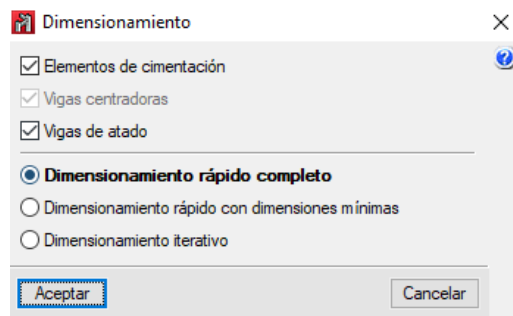 Dimensionamiento
Elementos de cimentación
Vigas centradoras
Vigas de atado
Dimensionamiento rápido completo
Dimensionamiento rápido con dimensiones mínimas
Dimensionamiento iterativo
Aceptar Cancelar